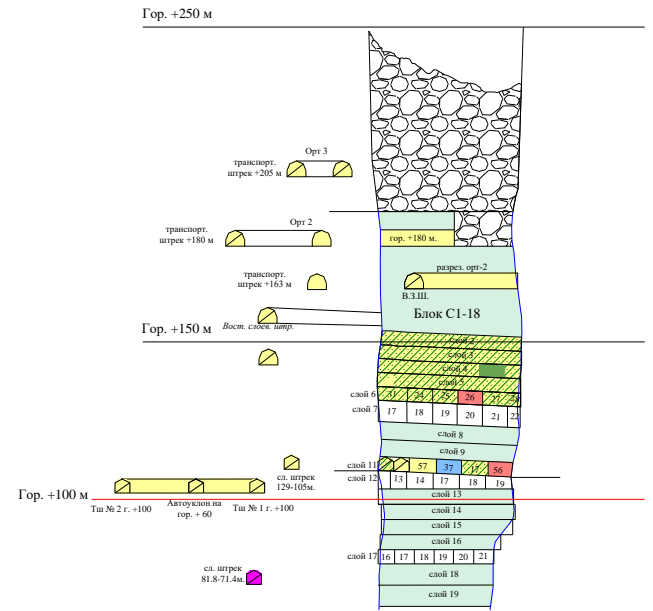 Гор. +250 м
Орт 3
транспорт.
штрек +205 м
Орт 2
транспорт.
штрек +180 м
гор. +180 м.
транспорт.
штрек +163 м
разрез. орт-2
В.З.Ш.
Блок С1-18
Вост. слоев. штр.
Гор. +150 м
слой 2
слой 3
слой 4
слой 5
слой 6
31 24 25 26 27 28
слой 7
17 18 19 20 21 22
слой 8
слой 9
слой 11
57 37 17 56
сл. штрек
129-105м.
слой 12
13 14 17 18 19
Гор. +100 м
слой 13
Тш № 2 г. +100
Автоуклон на
гор. + 60
Тш № 1 г. +100
слой 14
слой 15
слой 16
слой 17
16 17 18 19 20 21
сл. штрек
81.8-71.4м.
слой 18
слой 19